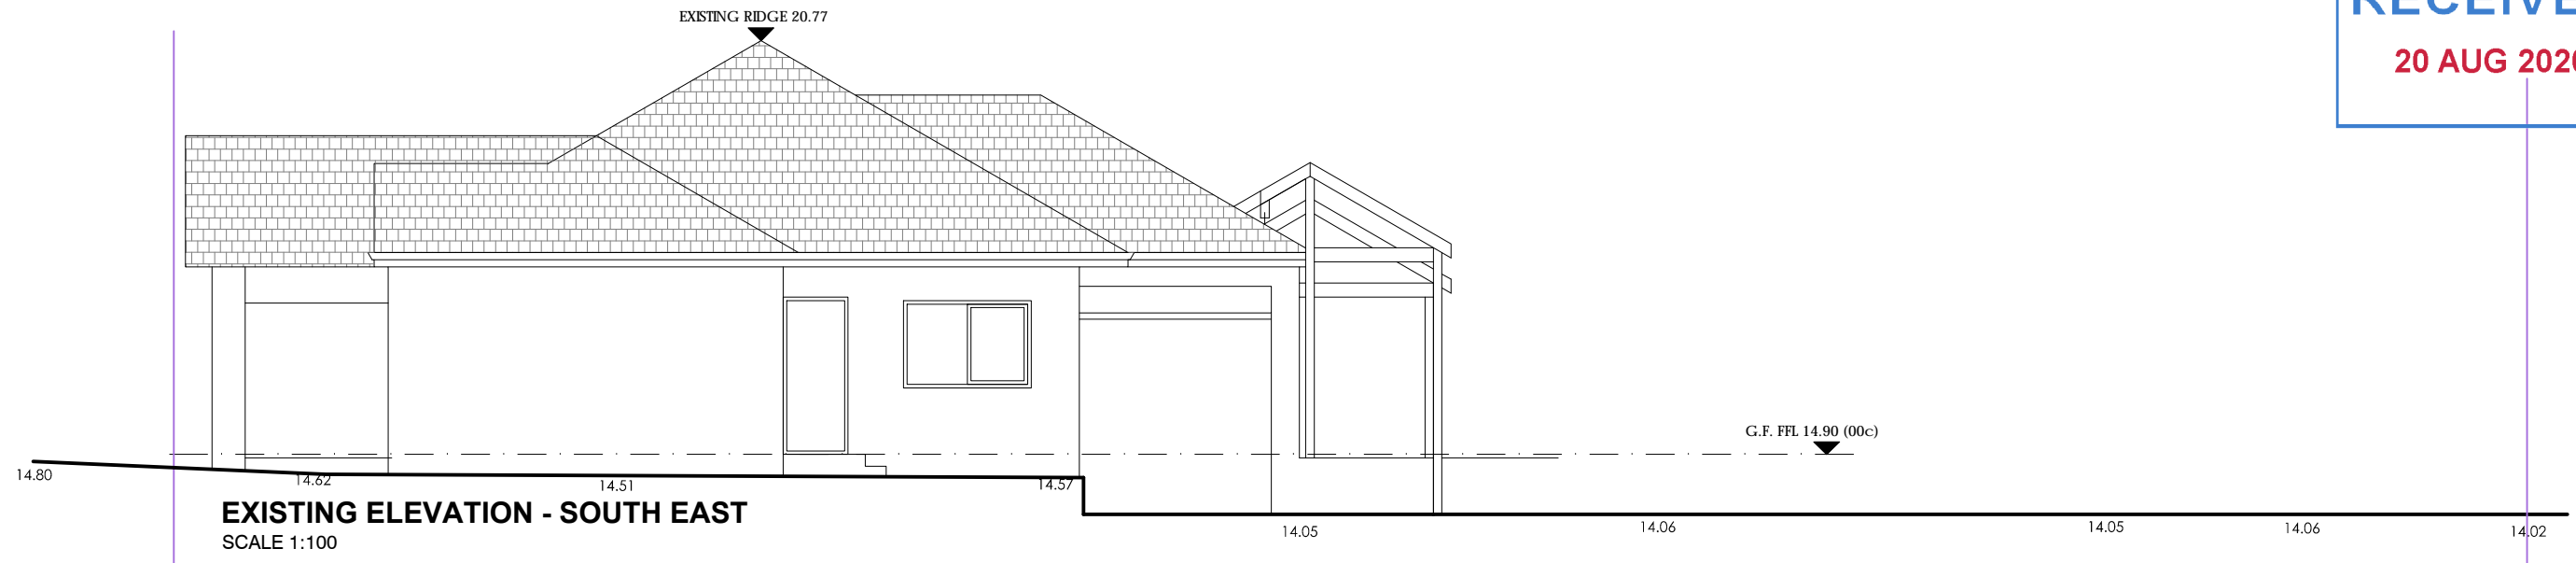 EXISTING RIDGE 20.77
20 AUG 2020
G.F. FFL 14.90 (00c)
14.80
14.62
14.51
14.57
14.05
14.06
14.05
14.06
14.02
EXISTING ELEVATION - SOUTH EAST
SCALE 1:100